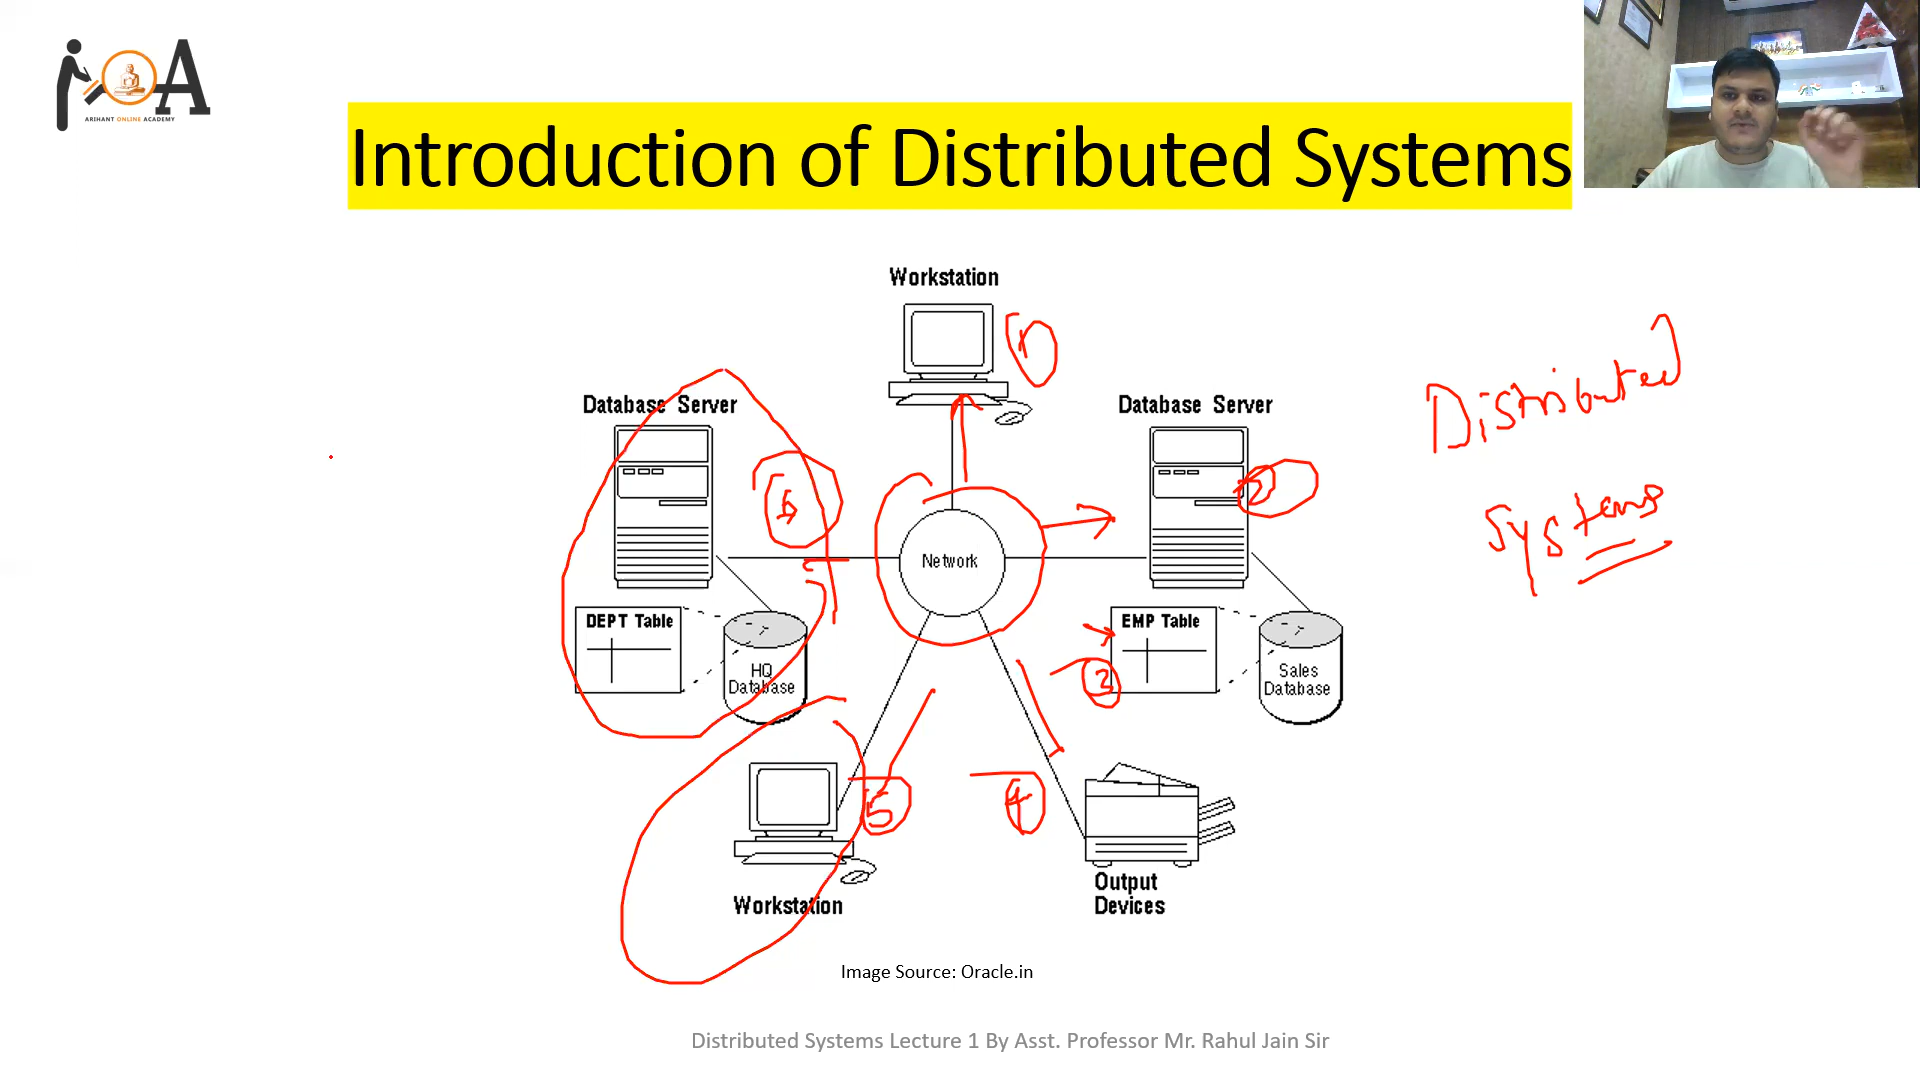 ARIHANT ONLINE ACADEMY
Introduction of Distributed Systems
Workstation
1
Database Server
Database Server
Distributed
Systems
6
2
Network
DEPT Table
HQ
Database
EMP Table
3
Sales
Database
5
4
Workstation
Output
Devices
Image Source: Oracle.in
Distributed Systems Lecture 1 By Asst. Professor Mr. Rahul Jain Sir